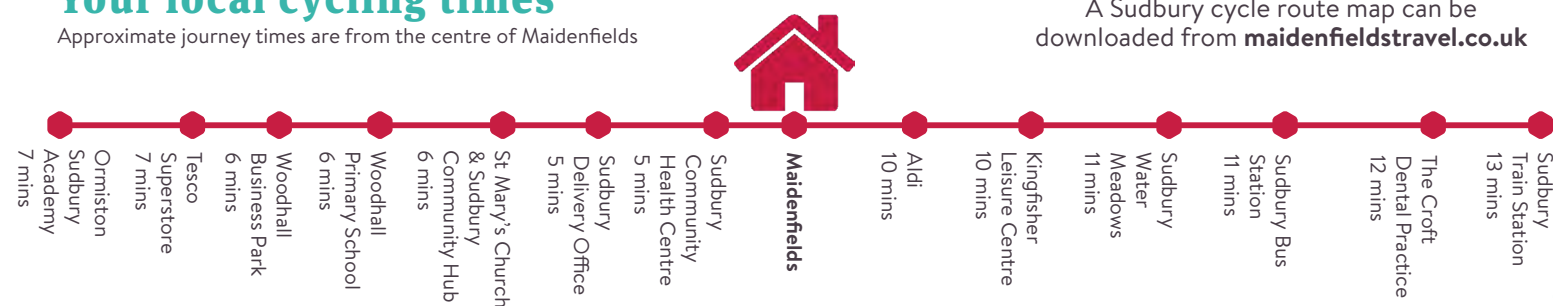 Your local cycling times
Approximate journey times are from the centre of Maidenfields
A Sudbury cycle route map can be
downloaded from maidenfieldstravel.co.uk
Ormiston
Sudbury
Academy
7 mins
Tesco
Superstore
7 mins
Woodhall
Business Park
6 mins
Woodhall
Primary School
6 mins
St Mary's Church
& Sudbury
Community Hub
6 mins
Sudbury
Delivery Office
5 mins
Sudbury
Community
Health Centre
5 mins
Maidenfields
Aldi
10 mins
Kingfisher
Leisure Centre
10 mins
Sudbury
Water
Meadows
11 mins
Sudbury Bus
Station
11 mins
The Croft
Dental Practice
12 mins
Sudbury
Train Station
13 mins